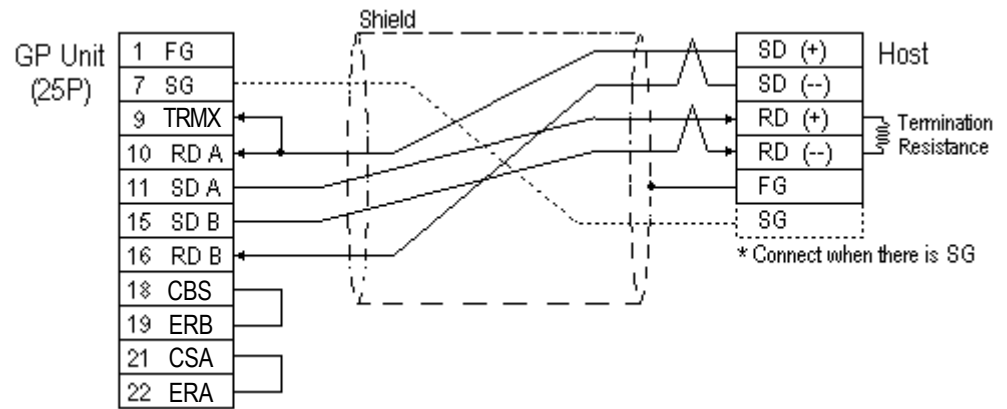 Shield
GP Unit
(25P)
1 FG
7 SG
9 TRMX
10 RD A
11 SD A
15 SD B
16 RD B
18 CBS
19 ERB
21 CSA
22 ERA
SD (+)
SD (--)
RD (+)
RD (--)
FG
SG
Host
Termination
Resistance
* Connect when there is SG